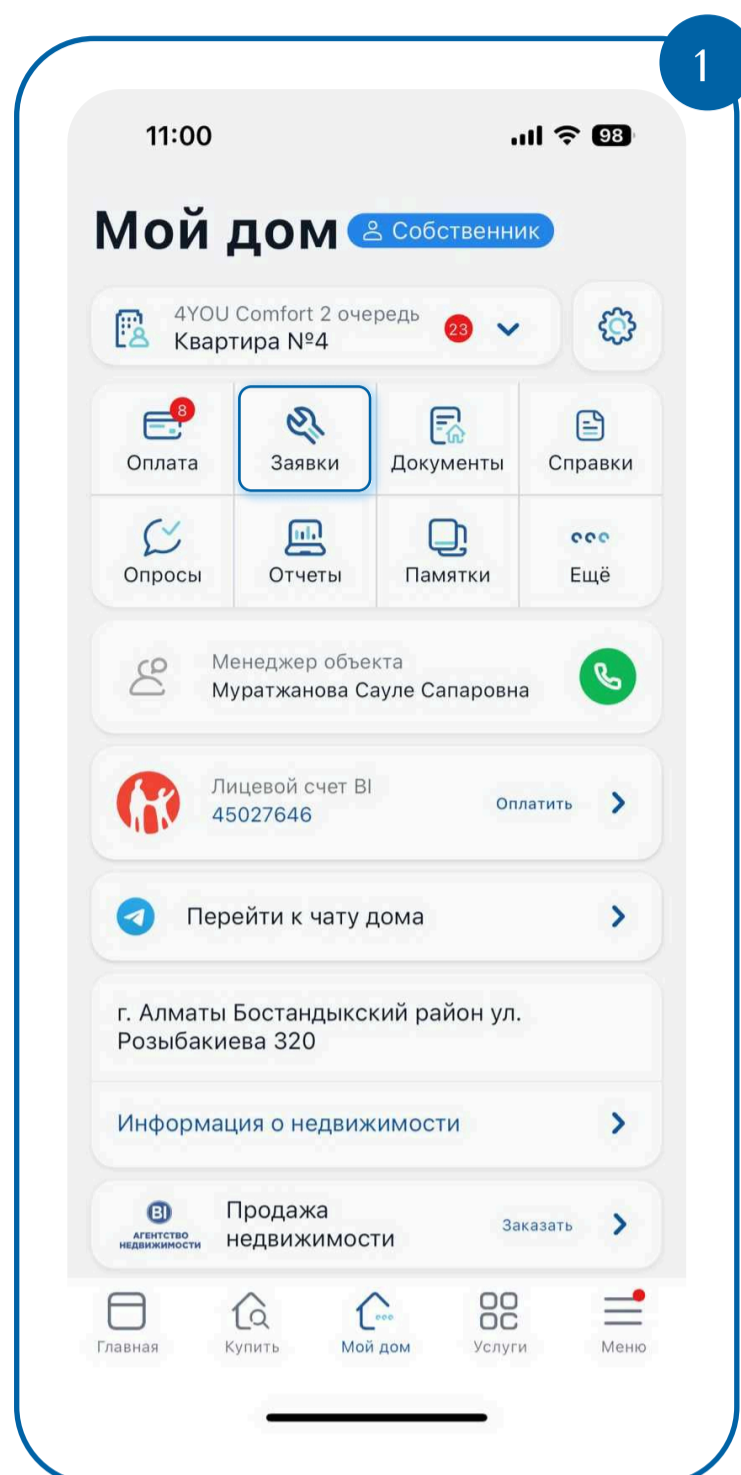 1
11:00
98
Мой дом
Собственник
4YOU Comfort 2 очередь
23
Квартира №4
8
Оплата
Заявки
Документы
Справки
Опросы
Отчеты
Памятки
Ещё
Менеджер объекта
Муратжанова Сауле Сапаровна
Лицевой счет BI
45027646
Оплатить
Перейти к чату дома
г. Алматы Бостандыкский район ул.
Розыбакиева 320
Информация о недвижимости
BI
АГЕНТСТВО
НЕДВИЖИМОСТИ
Продажа
недвижимости
Заказать
Главная
Купить
Мой дом
Услуги
Меню